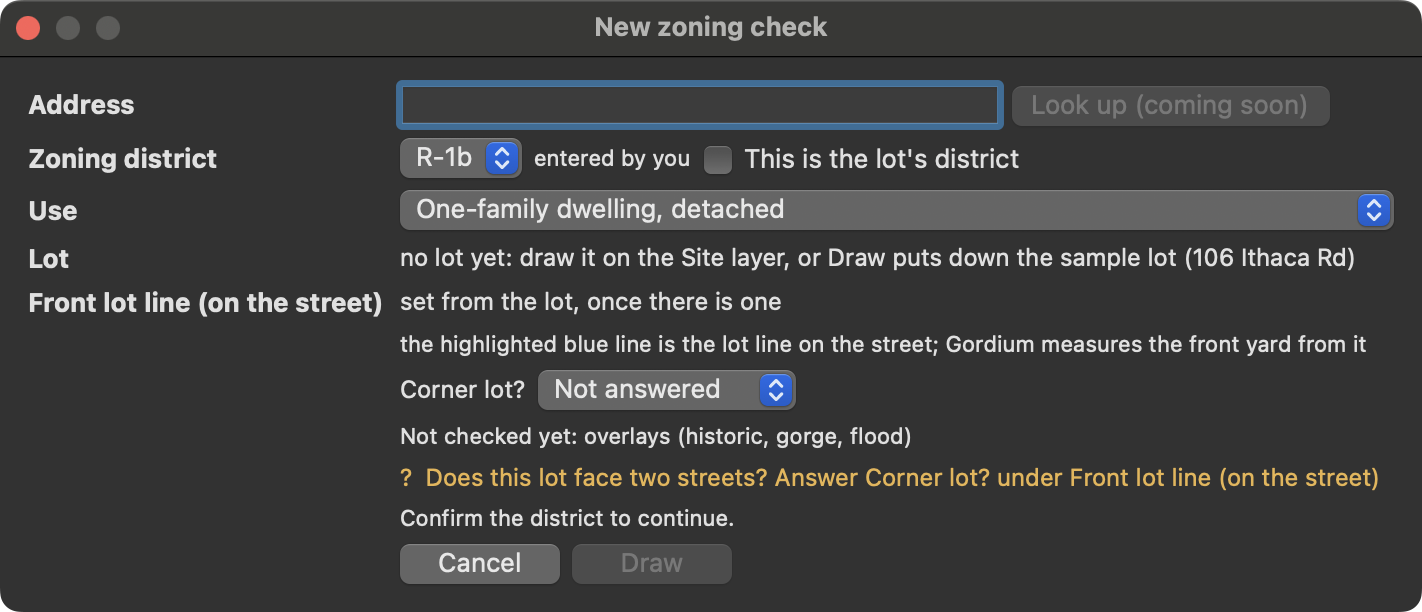 New zoning check
Address
Look up (coming soon)
Zoning district
R-1b
entered by you
This is the lot's district
Use
One-family dwelling, detached
Lot
no lot yet: draw it on the Site layer, or Draw puts down the sample lot (106 Ithaca Rd)
Front lot line (on the street)
set from the lot, once there is one
the highlighted blue line is the lot line on the street; Gordium measures the front yard from it
Corner lot?
Not answered
Not checked yet: overlays (historic, gorge, flood)
? Does this lot face two streets? Answer Corner lot? under Front lot line (on the street)
Confirm the district to continue.
Cancel
Draw